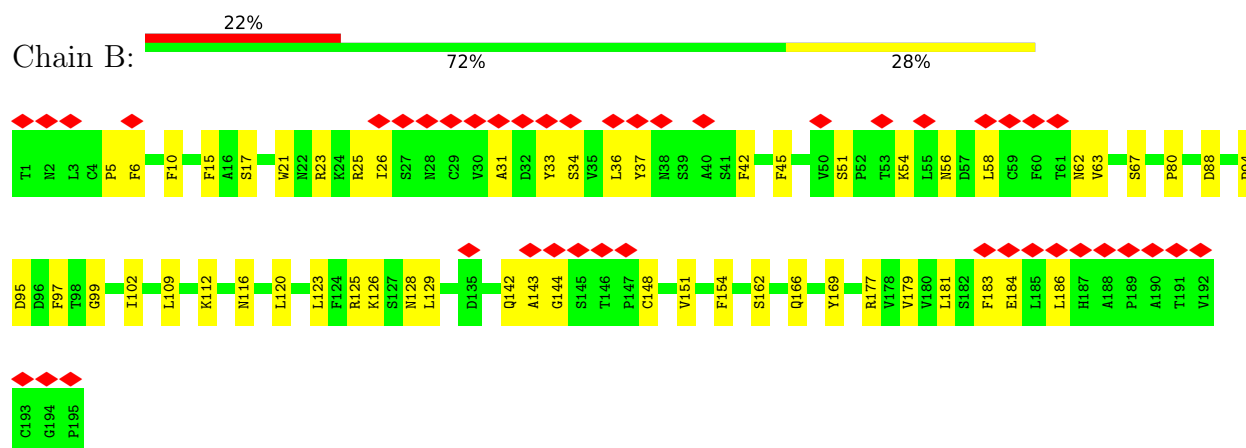 22%
Chain B:
72% 28%
T1 N2 L3 C4 P5 F6 F10 F15 A16 S17 W21 N22 R23 K24 R25 I26 S27 N28 C29 V30 A31 D32 Y33 S34 V35 L36 Y37 N38 S39 A40 S41 F42 F45 V50 S51 P52 T53 K54 L55 N56 D57 L58 C59 F60 T61 N62 V63 S67 P80 D88
D95 D96 F97 T98 G99 I102 L109 K112 N116 L120 L123 F124 R125 K126 S127 N128 L129 D135 Q142 A143 G144 S145 T146 P147 C148 V151 F154 S162 Q166 Y169 R177 V178 V179 V180 L181 S182 F183 E184 L185 L186 H187 A188 P189 A190 T191 V192
C193 G194 P195